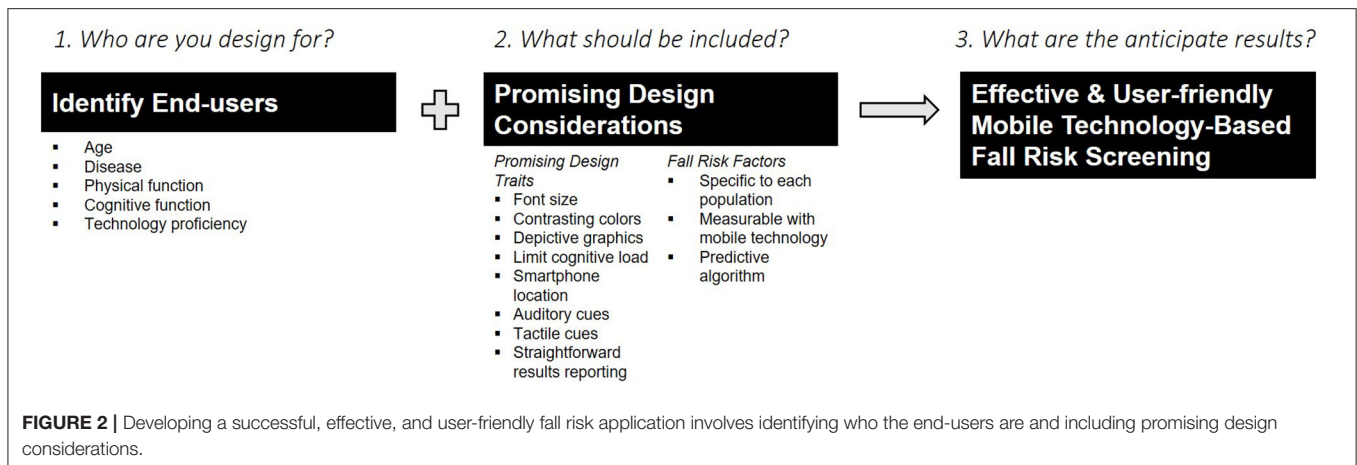 1. Who are you design for?
Identify End-users
▪ Age
▪ Disease
▪ Physical function
▪ Cognitive function
▪ Technology proficiency
2. What should be included?
Promising Design
Considerations
Promising Design
Traits
▪ Font size
▪ Contrasting colors
▪ Depictive graphics
▪ Limit cognitive load
▪ Smartphone
location
▪ Auditory cues
▪ Tactile cues
▪ Straightforward
results reporting
Fall Risk Factors
▪ Specific to each
population
▪ Measurable with
mobile technology
▪ Predictive
algorithm
3. What are the anticipate results?
Effective & User-friendly
Mobile Technology-Based
Fall Risk Screening
FIGURE 2 | Developing a successful, effective, and user-friendly fall risk application involves identifying who the end-users are and including promising design
considerations.